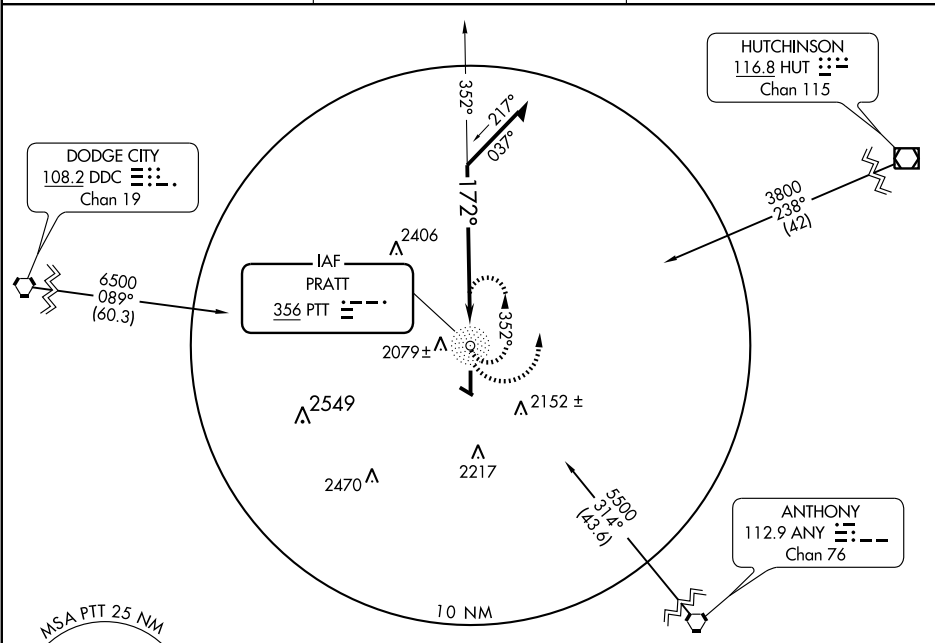 HUTCHINSON
116.8 HUT
Chan 115
352°
217°
037°
DODGE CITY
108.2 DDC
Chan 19
172°
3800
238°
(42)
2406
IAF
PRATT
356 PTT
6500
089°
(60.3)
352°
2079±
2549
2152 ±
2217
2470
5500
314°
(43.6)
ANTHONY
112.9 ANY
Chan 76
10 NM
MSA PTT 25 NM